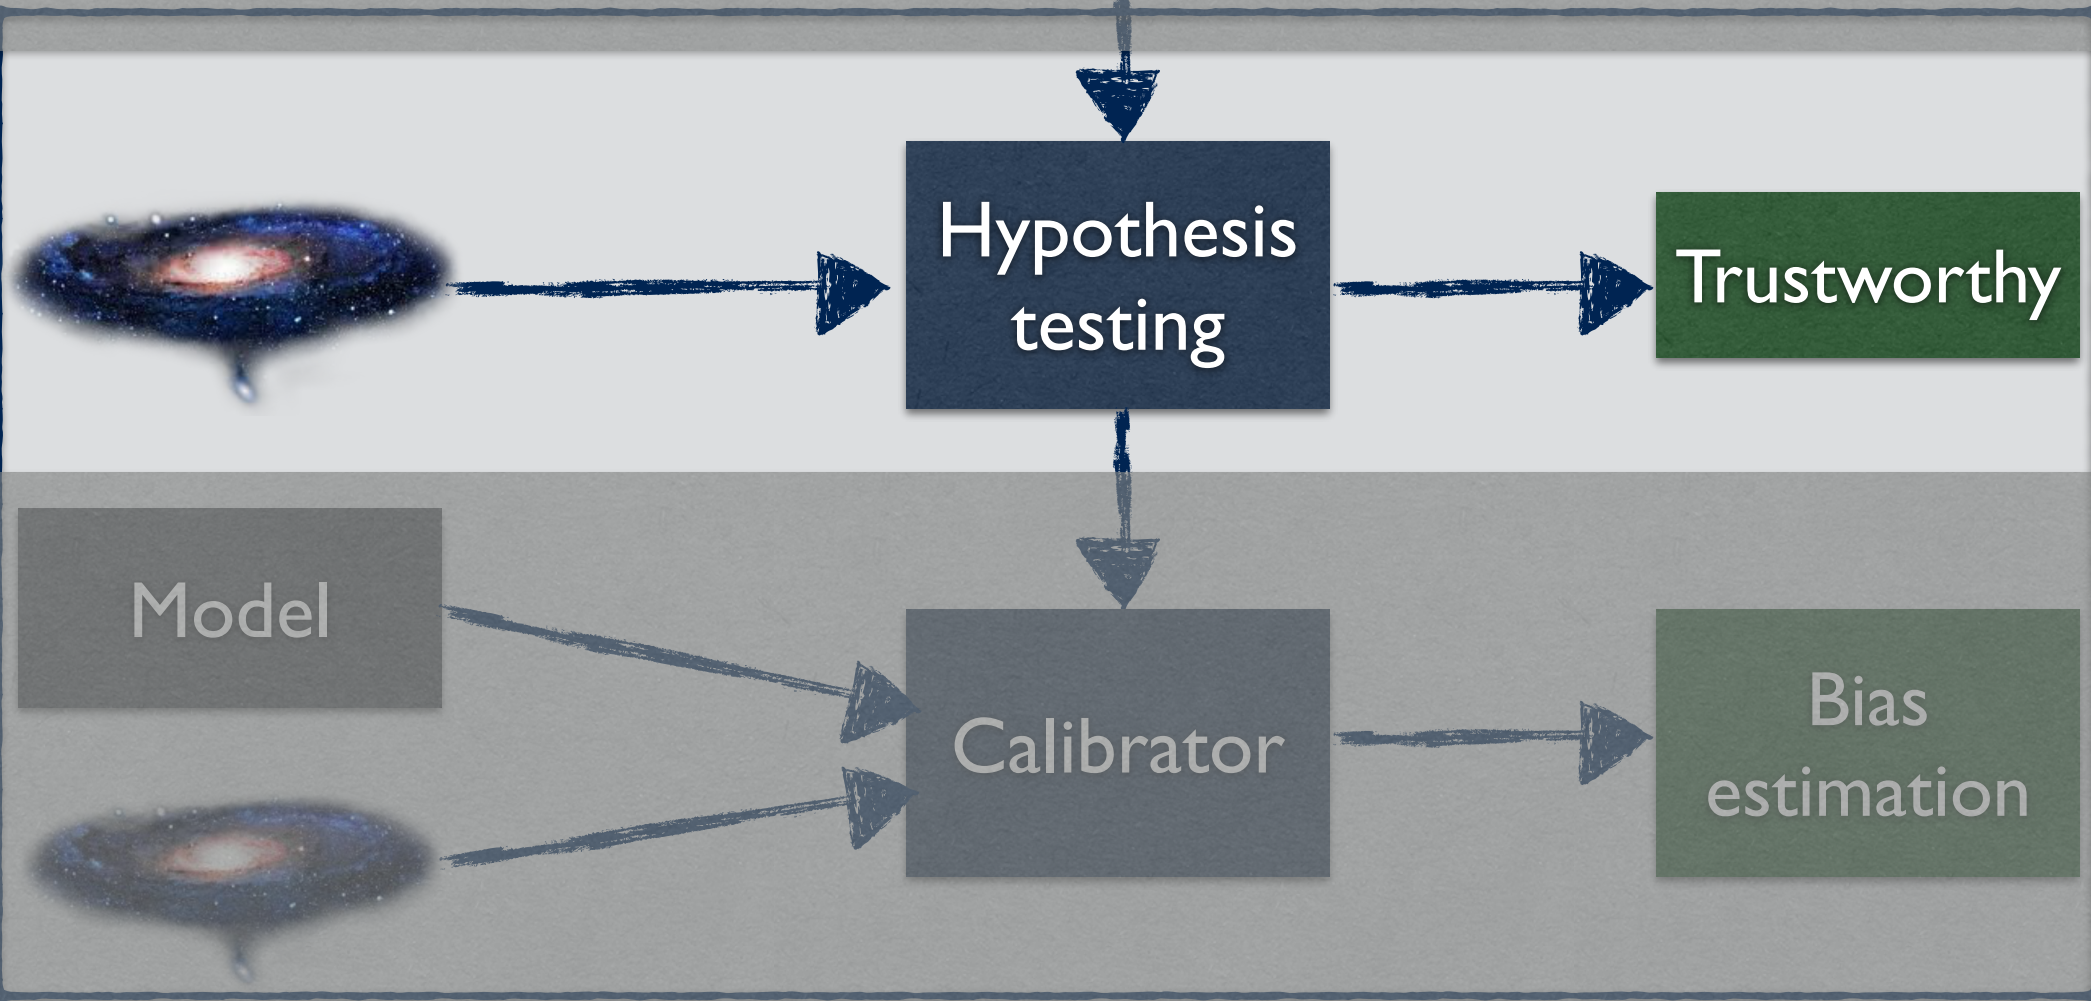 Hypothesis
testing
Trustworthy
Model
Calibrator
Bias
estimation